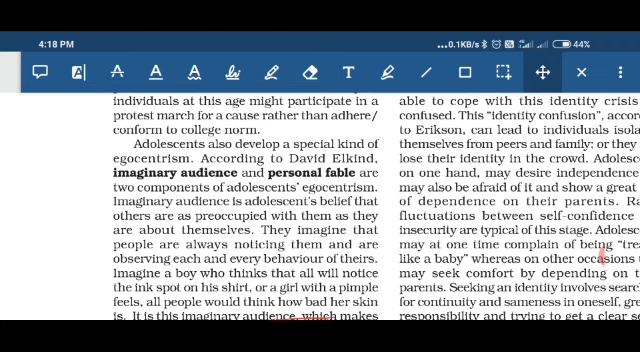 4:18 PM
...0.1KB/s
44%
T
individuals at this age might participate in a
protest march for a cause rather than adhere/
conform to college norm.
Adolescents also develop a special kind of
egocentrism. According to David Elkind,
imaginary audience and personal fable are
two components of adolescents' egocentrism.
Imaginary audience is adolescent's belief that
others are as preoccupied with them as they
are about themselves. They imagine that
people are always noticing them and are
observing each and every behaviour of theirs.
Imagine a boy who thinks that all will notice
the ink spot on his shirt, or a girl with a pimple
feels, all people would think how bad her skin
is. It is this imaginary audience, which makes
able to cope with this identity crisis
confused. This "identity confusion", accor
to Erikson, can lead to individuals isola
themselves from peers and family; or they
lose their identity in the crowd. Adolesc
on one hand, may desire independence
may also be afraid of it and show a great
of dependence on their parents. Ra
fluctuations between self-confidence
insecurity are typical of this stage. Adolesc
may at one time complain of being "trea
like a baby" whereas on other occasions t
may seek comfort by depending on t
parents. Seeking an identity involves searc
for continuity and sameness in oneself, gre
responsibility and trying to get a clear se